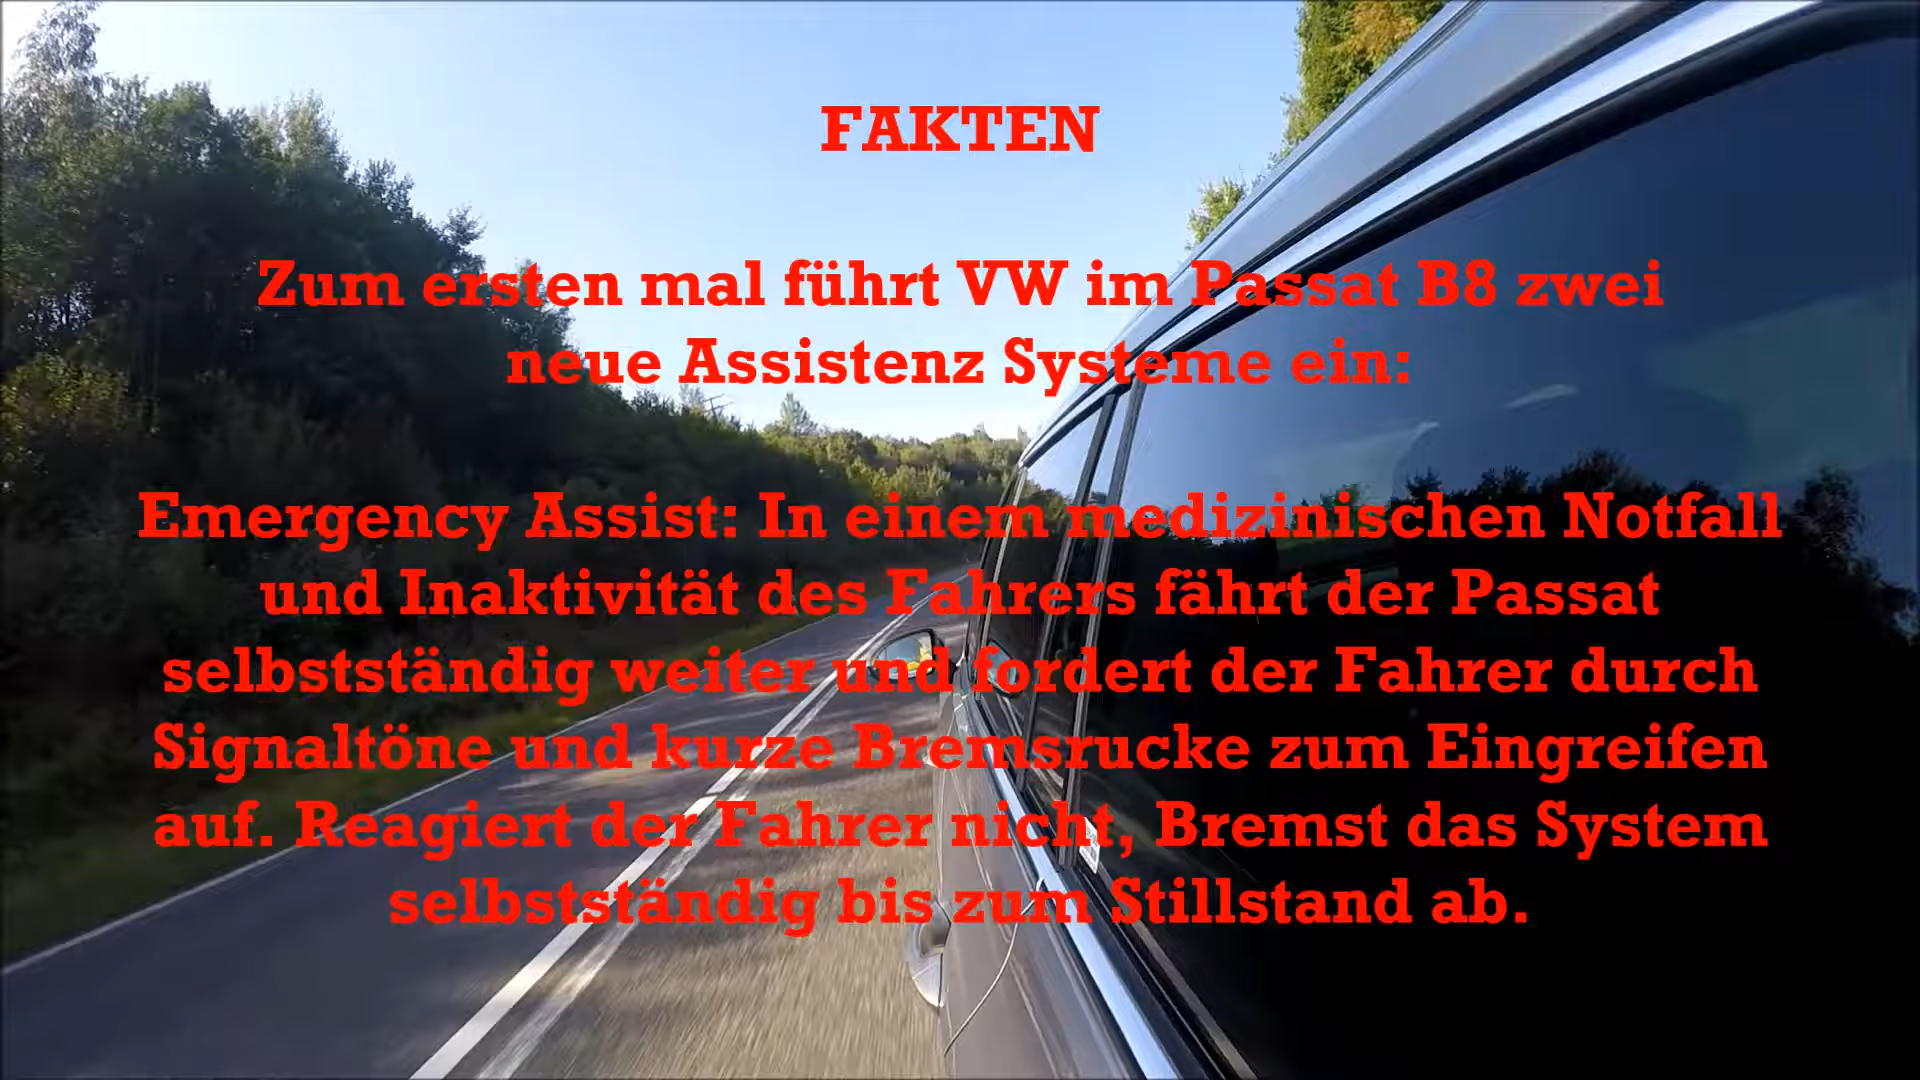 FAKTEN
Zum ersten mal führt VW im Passat B8 zwei
neue Assistenz Systeme ein:
Emergency Assist: In einem medizinischen Notfall
und Inaktivität des Fahrers fährt der Passat
selbstständig weiter und fordert der Fahrer durch
Signaltöne und kurze Bremsrucke zum Eingreifen
auf. Reagiert der Fahrer nicht, Bremst das System
selbstständig bis zum Stillstand ab.